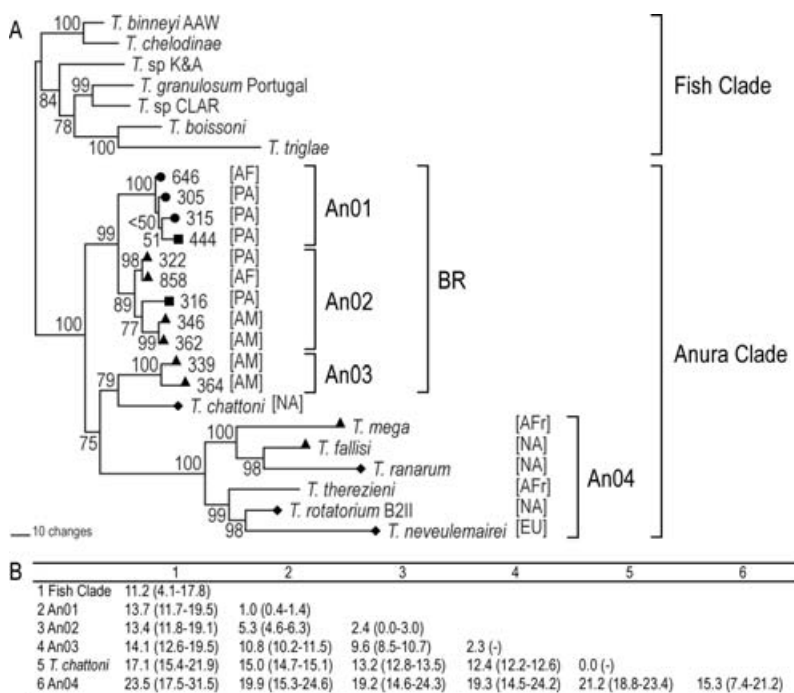 A
100 T. binneyi AAW
T. chelodinae
T. sp K&A
84 99 T. granulosum Portugal
T. sp CLAR
78 T. boissoni
100 T. triglae
Fish Clade
100 646 [AF]
305 [PA]
<50 315 [PA]
51 444 [PA]
An01
99
98 322 [PA]
858 [AF]
89 316 [PA]
77 346 [AM]
99 362 [AM]
An02
BR
100
100 339 [AM]
79 364 [AM]
An03
T. chattoni [NA]
75
Anura Clade
100 T. mega [AFr]
T. fallisi [NA]
98 T. ranarum [NA]
100
T. therezieni [AFr]
99 T. rotatorium B2II [NA]
98 T. neveulemairei [EU]
An04
10 changes
B
1 2 3 4 5 6
1 Fish Clade 11.2 (4.1-17.8)
2 An01 13.7 (11.7-19.5) 1.0 (0.4-1.4)
3 An02 13.4 (11.8-19.1) 5.3 (4.6-6.3) 2.4 (0.0-3.0)
4 An03 14.1 (12.6-19.5) 10.8 (10.2-11.5) 9.6 (8.5-10.7) 2.3 (-)
5 T. chattoni 17.1 (15.4-21.9) 15.0 (14.7-15.1) 13.2 (12.8-13.5) 12.4 (12.2-12.6) 0.0 (-)
6 An04 23.5 (17.5-31.5) 19.9 (15.3-24.6) 19.2 (14.6-24.3) 19.3 (14.5-24.2) 21.2 (18.8-23.4) 15.3 (7.4-21.2)